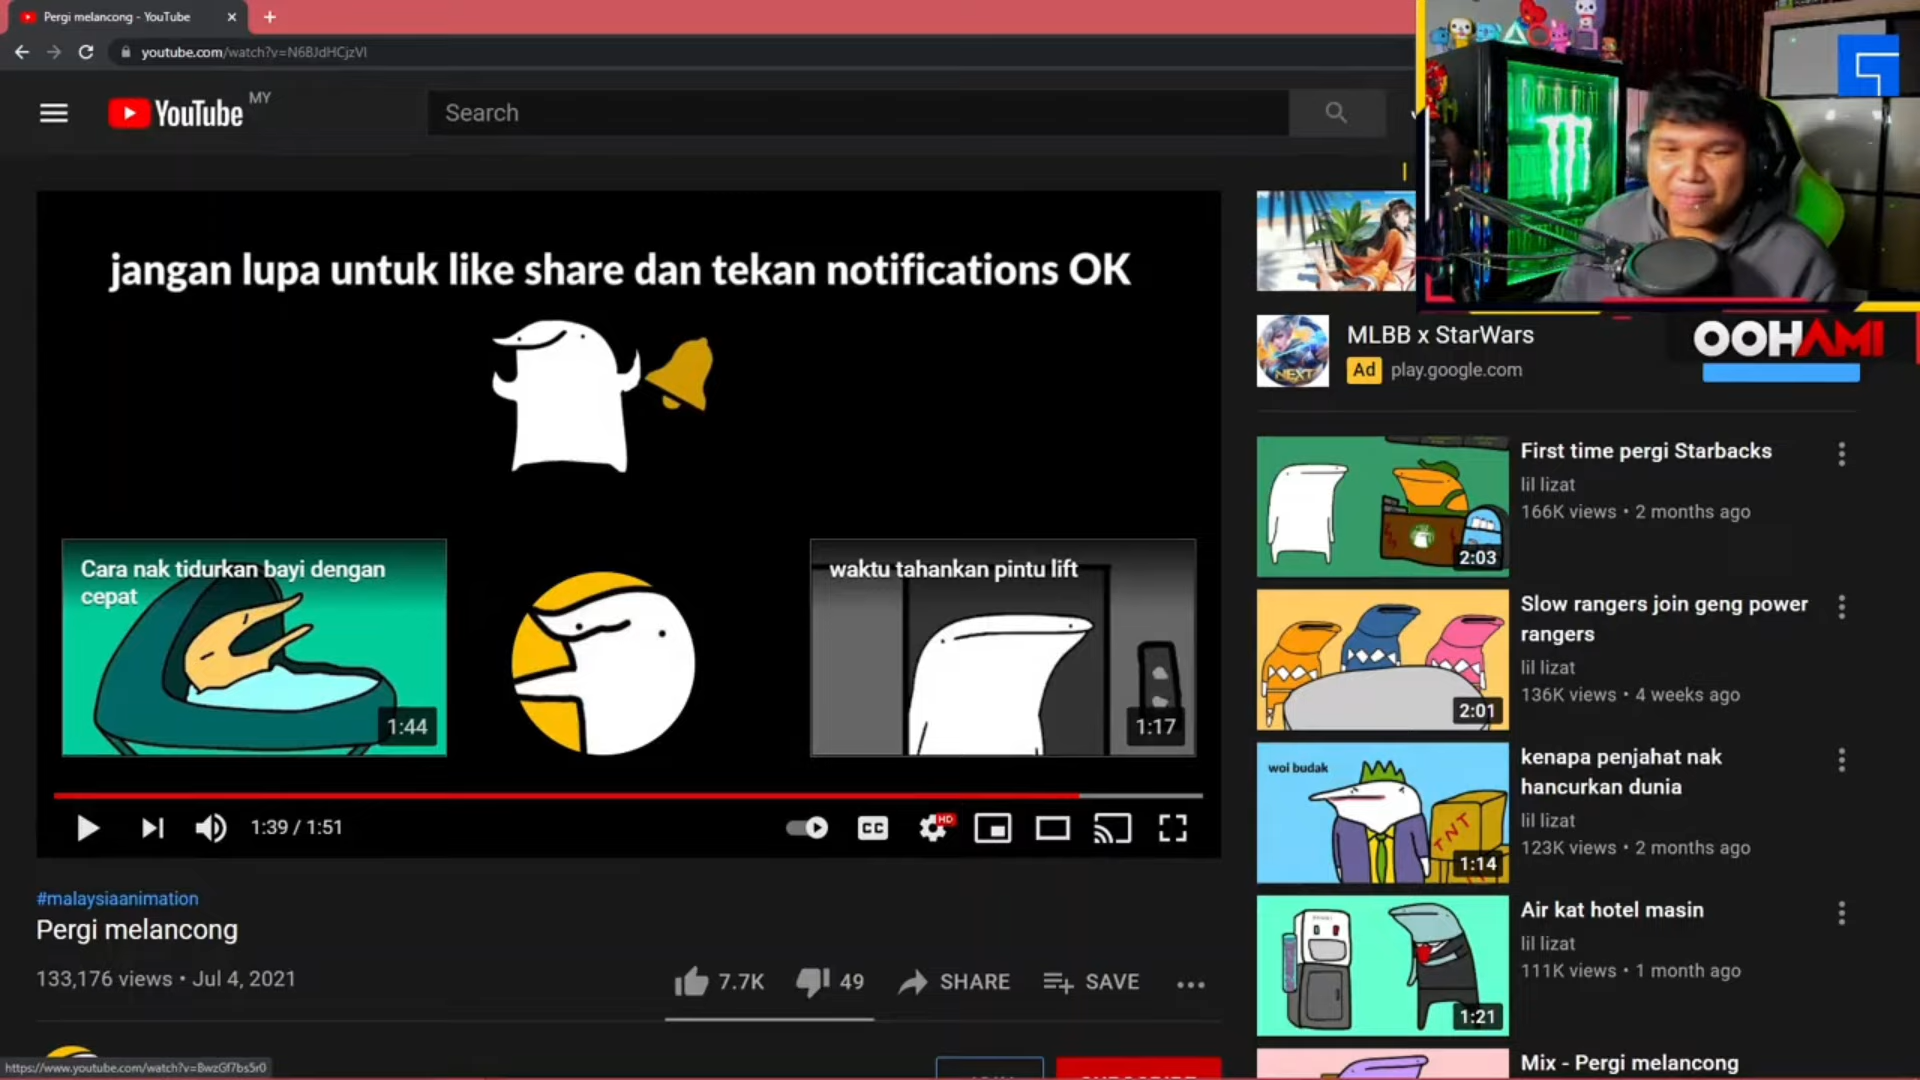 Pergi melancong - YouTube
youtube.com/watch?v=N6BJdHCjzVI
YouTube MY
Search
jangan lupa untuk like share dan tekan notifications OK
Cara nak tidurkan bayi dengan
cepat
1:44
waktu tahankan pintu lift
1:17
1:39 / 1:51
CC
HD
#malaysiaanimation
Pergi melancong
133,176 views • Jul 4, 2021
7.7K
49
SHARE
SAVE
https://www.youtube.com/watch?v=BwzGf7bs5r0
OOHAMI
NEXT
MLBB x StarWars
Ad play.google.com
2:03
First time pergi Starbacks
lil lizat
166K views • 2 months ago
2:01
Slow rangers join geng power
rangers
lil lizat
136K views • 4 weeks ago
woi budak
TNT
1:14
kenapa penjahat nak
hancurkan dunia
lil lizat
123K views • 2 months ago
1:21
Air kat hotel masin
lil lizat
111K views • 1 month ago
Mix - Pergi melancong